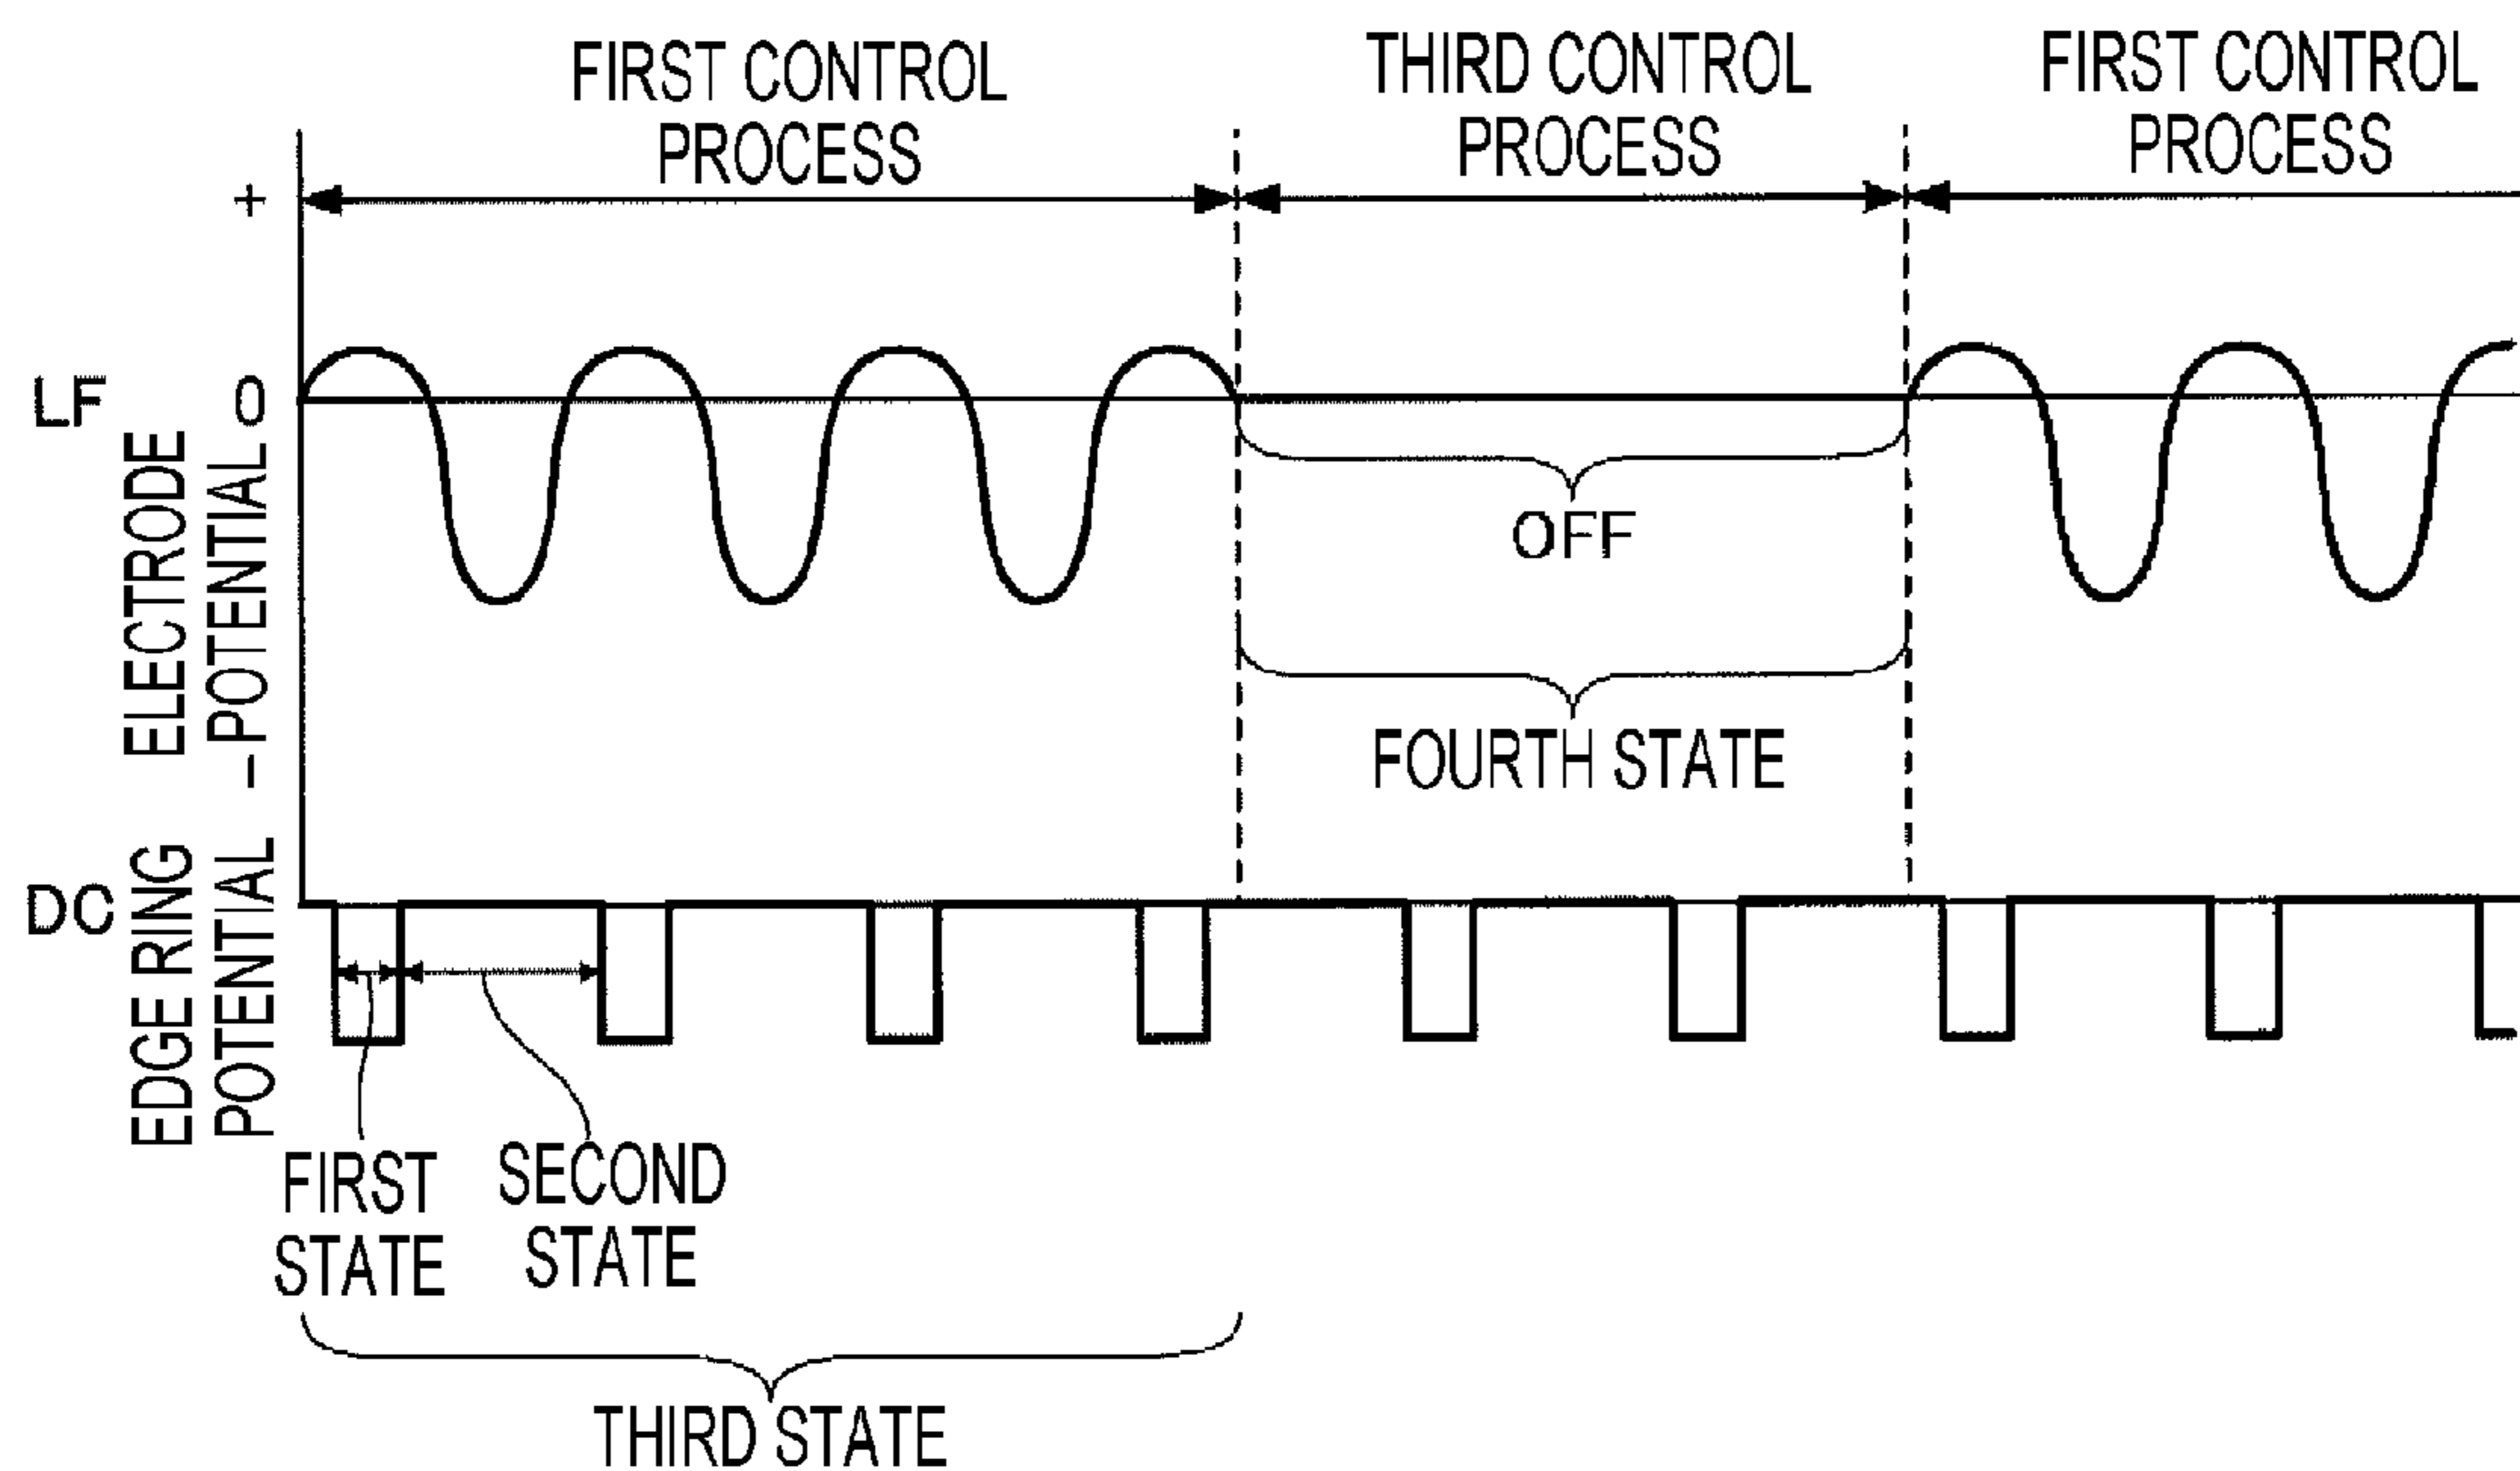 FIRST CONTROL
PROCESS
THIRD CONTROL
PROCESS
FIRST CONTROL
PROCESS
+
LF
0
ELECTRODE
POTENTIAL
–
OFF
FOURTH STATE
DC
EDGE RING
POTENTIAL
FIRST
STATE
SECOND
STATE
THIRD STATE